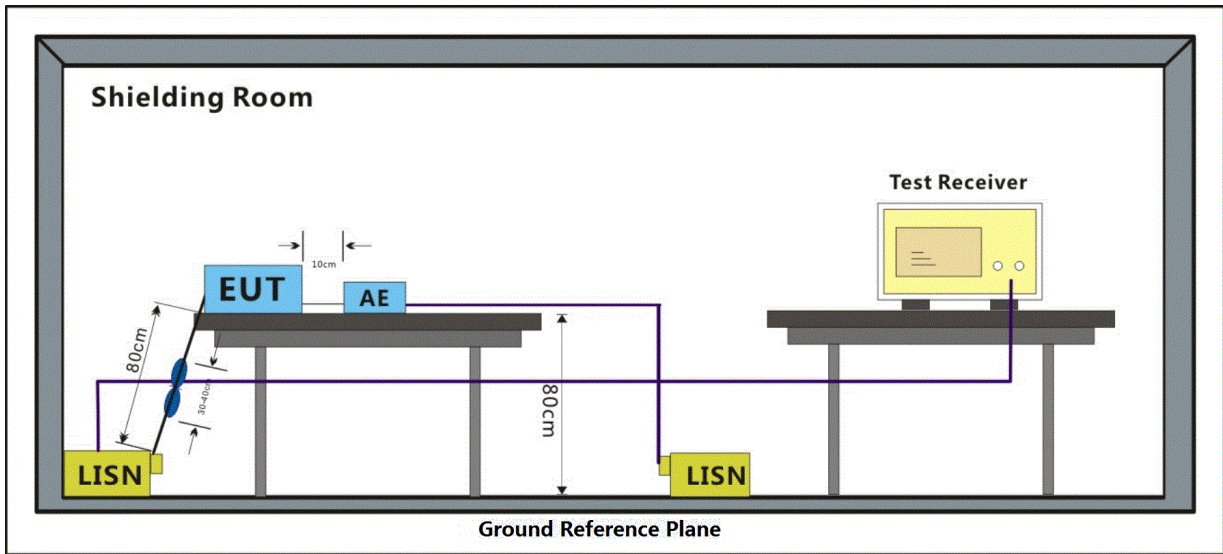 Shielding Room
Test Receiver
10cm
EUT
AE
80cm
30-40cm
80cm
LISN
LISN
Ground Reference Plane